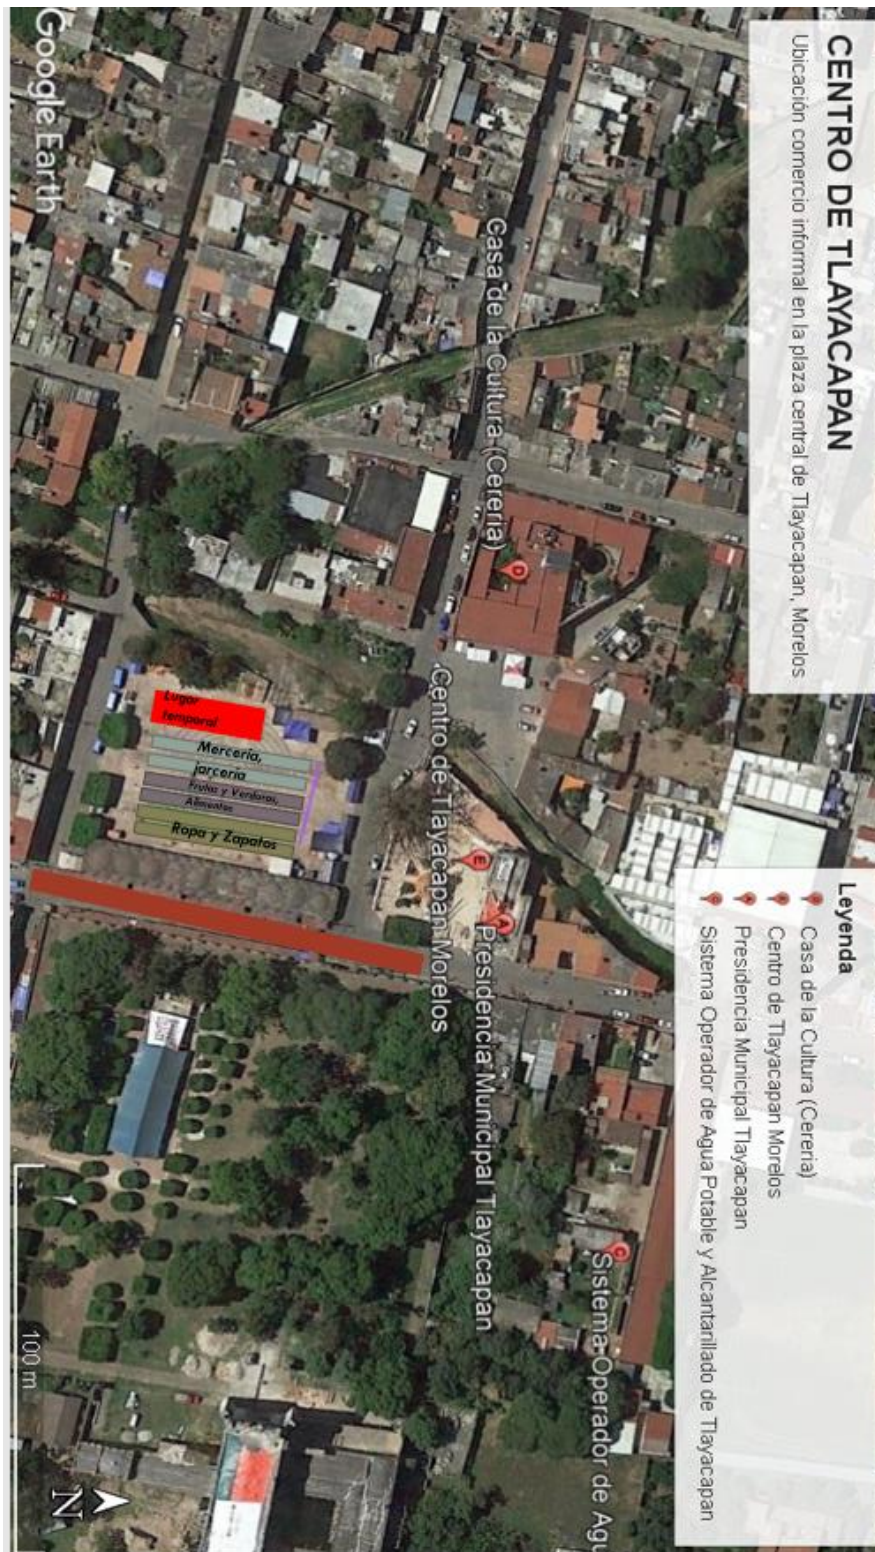 CENTRO DE TLAYACAPAN
Ubicación comercio informal en la plaza central de Tlayacapan, Morelos
Leyenda
Casa de la Cultura (Cereria)
Centro de Tlayacapan Morelos
Presidencia Municipal Tlayacapan
Sistema Operador de Agua Potable y Alcantarillado de Tlayacapan
Sistema Operador de Agu
C
Casa de la Cultura (Cereria)
D
Presidencia Municipal Tlayacapan
A
E
Centro de Tlayacapan Morelos
Lugar
temporal
Mercería,
jarcería
Frutas y Verduras,
Alimentos
Ropa y Zapatos
Google Earth
100 m
N